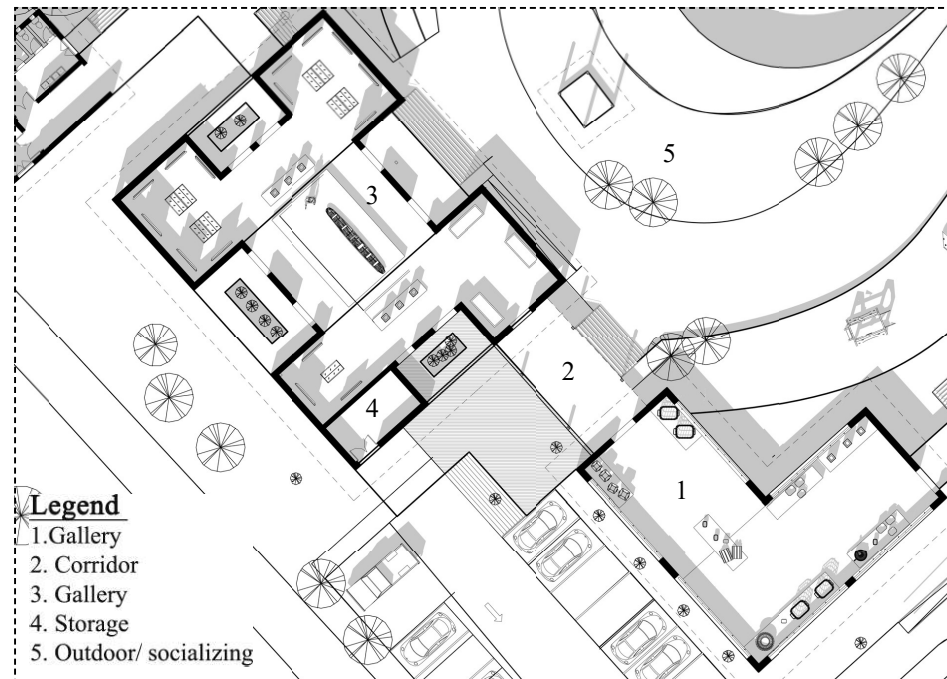 5
3
2
4
1
Legend
1.Gallery
2. Corridor
3. Gallery
4. Storage
5. Outdoor/ socializing